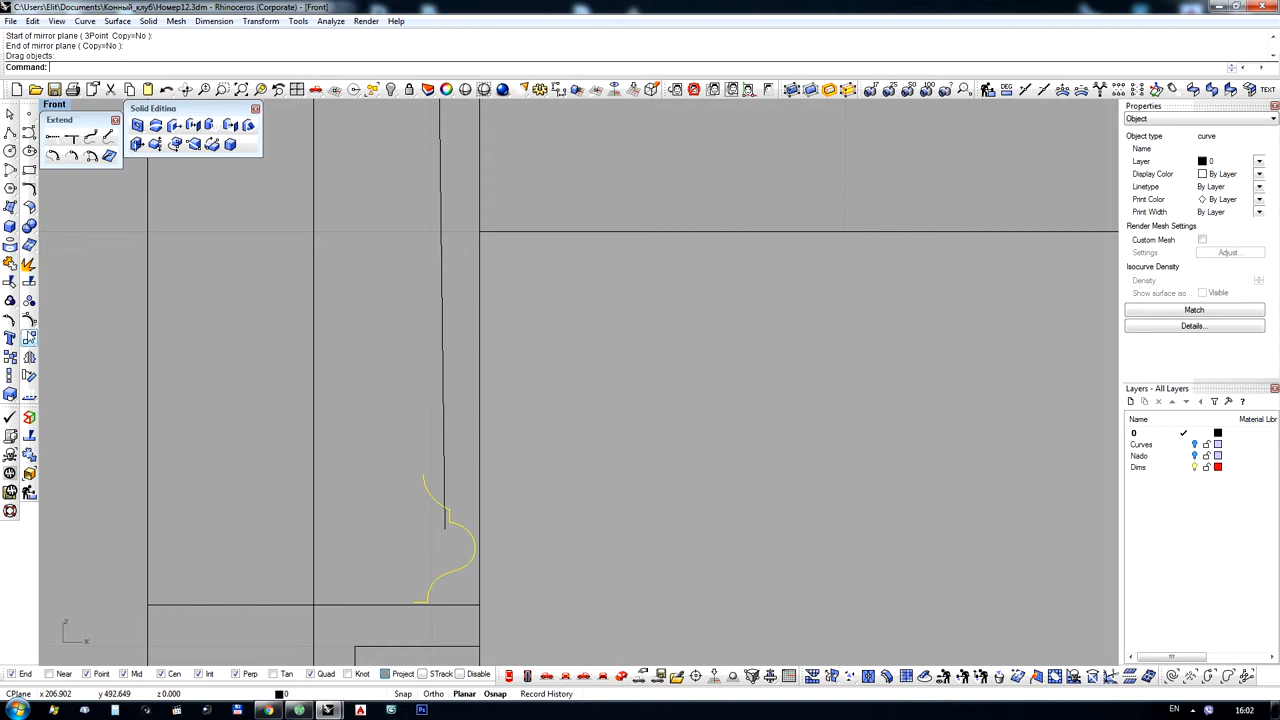 C:\Users\Elit\Documents\Конный_клуб\Номер12.3dm - Rhinoceros (Corporate) - [Front]
File Edit View Curve Surface Solid Mesh Dimension Transform Tools Analyze Render Help
Start of mirror plane ( 3Point Copy=No ):
End of mirror plane ( Copy=No ):
Drag objects:
Command:
TEXT
Front
Extend
Solid Editing
Properties
Object
Object type curve
Name
Layer 0
Display Color By Layer
Linetype By Layer
Print Color By Layer
Print Width By Layer
Render Mesh Settings
Custom Mesh
Settings Adjust...
Isocurve Density
Density
Show surface iso... Visible
Match
Details...
Layers - All Layers
Name Material Libr
0
Curves
Nado
Dims
z
x
End Near Point Mid Cen Int Perp Tan Quad Knot Project STrack Disable
CPlane x 206.902 y 492.649 z 0.000 0 Snap Ortho Planar Osnap Record History
EN 16:02